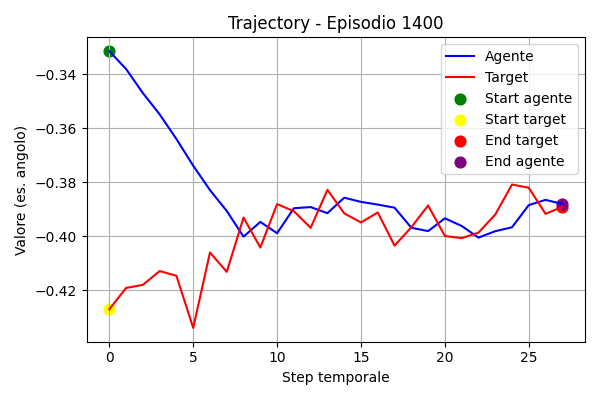 Trajectory - Episodio 1400
Valore (es. angolo)
−0.34
−0.36
−0.38
−0.40
−0.42
Agente
Target
Start agente
Start target
End target
End agente
0 5 10 15 20 25
Step temporale